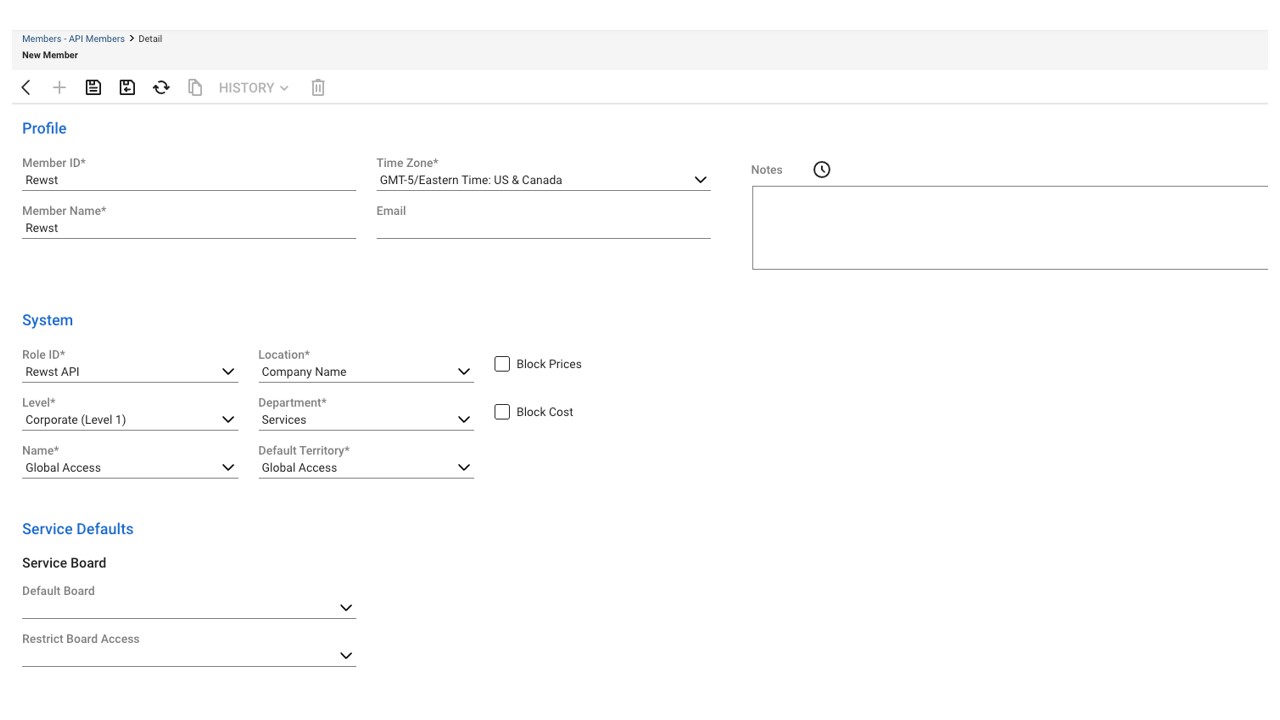 Members - API Members > Detail
New Member
HISTORY
Profile
Member ID*
Rewst
Time Zone*
GMT-5/Eastern Time: US & Canada
Notes
Member Name*
Rewst
Email
System
Role ID*
Rewst API
Location*
Company Name
Block Prices
Level*
Corporate (Level 1)
Department*
Services
Block Cost
Name*
Global Access
Default Territory*
Global Access
Service Defaults
Service Board
Default Board
Restrict Board Access